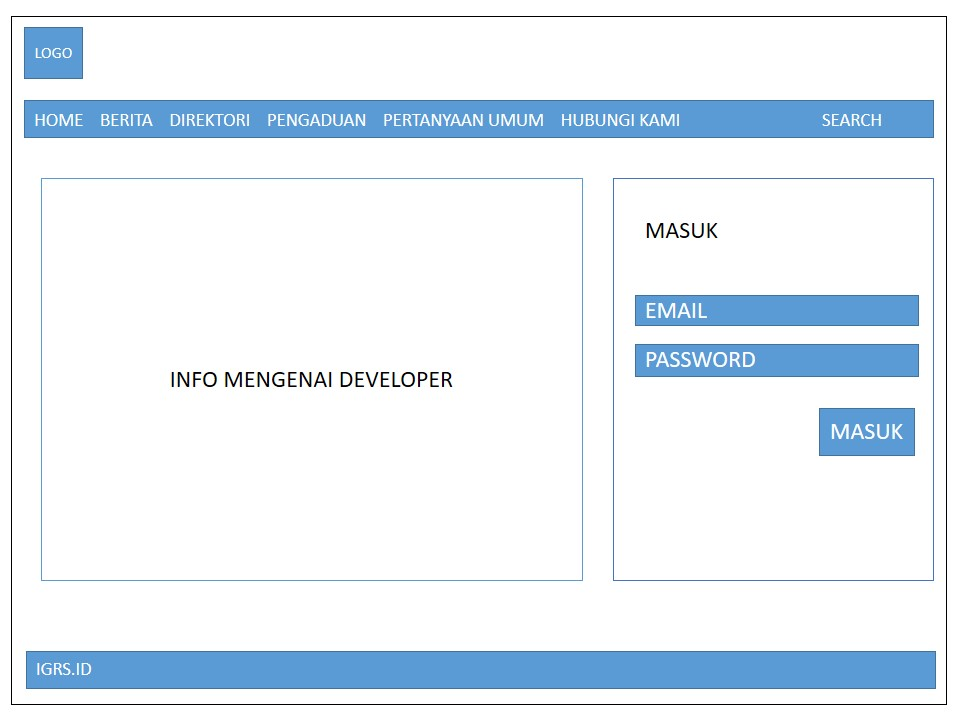 LOGO
HOME BERITA DIREKTORI PENGADUAN PERTANYAAN UMUM HUBUNGI KAMI SEARCH
INFO MENGENAI DEVELOPER
MASUK
EMAIL
PASSWORD
MASUK
IGRS.ID